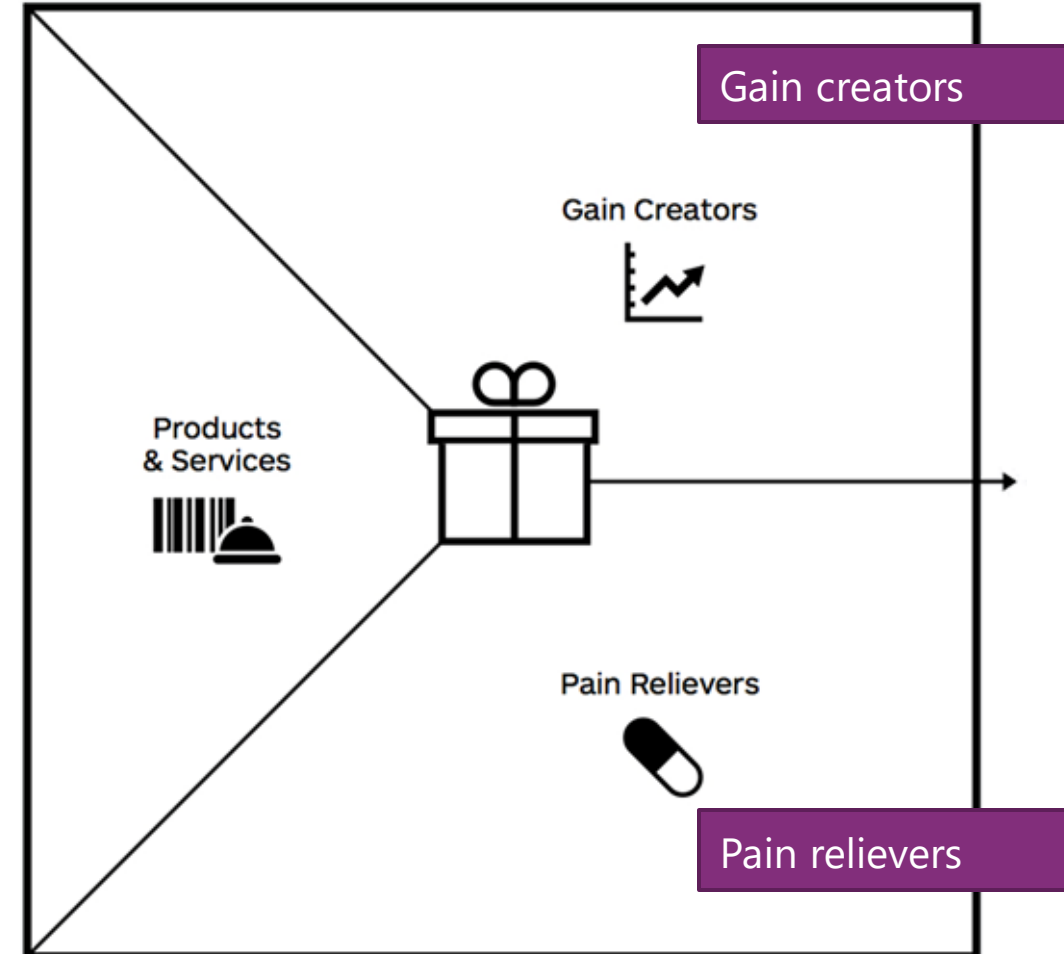 Gain creators
Gain Creators
Products
& Services
Pain Relievers
Pain relievers